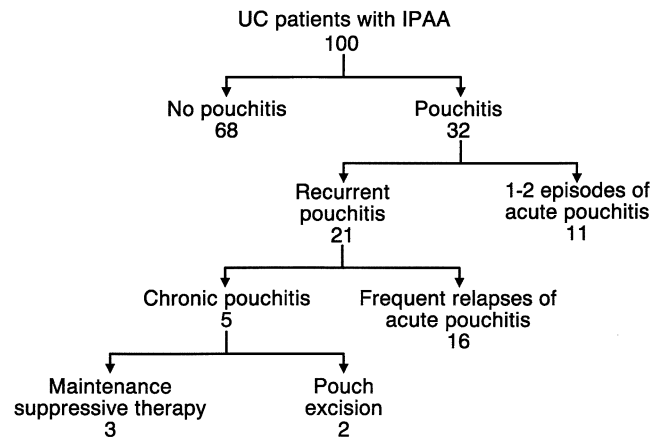 UC patients with IPAA
100
No pouchitis
68
Pouchitis
32
Recurrent
pouchitis
21
1-2 episodes of
acute pouchitis
11
Chronic pouchitis
5
Frequent relapses of
acute pouchitis
16
Maintenance
suppressive therapy
3
Pouch
excision
2